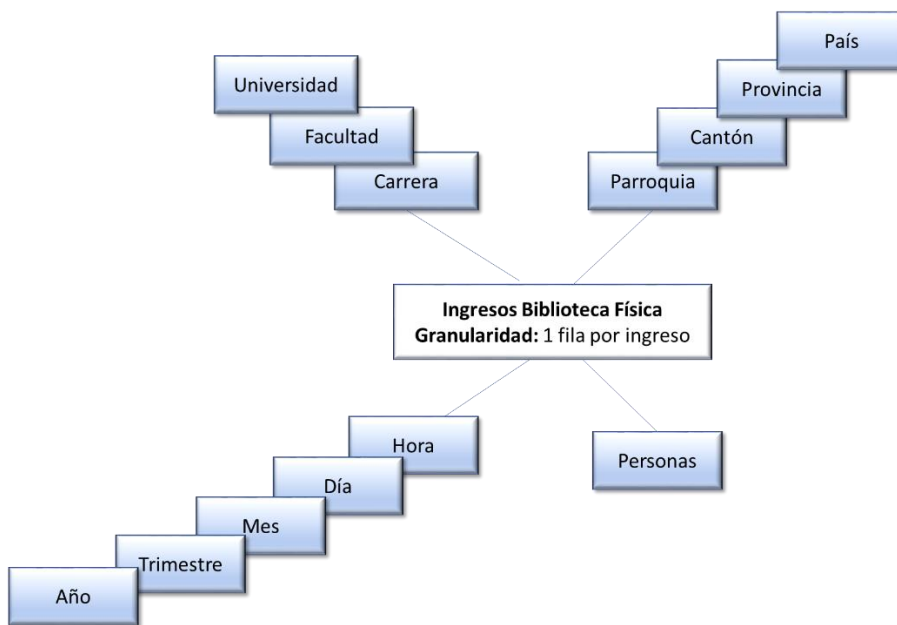 País
Universidad
Provincia
Facultad
Cantón
Carrera
Parroquia
Ingresos Biblioteca Física
Granularidad: 1 fila por ingreso
Hora
Personas
Día
Mes
Trimestre
Año